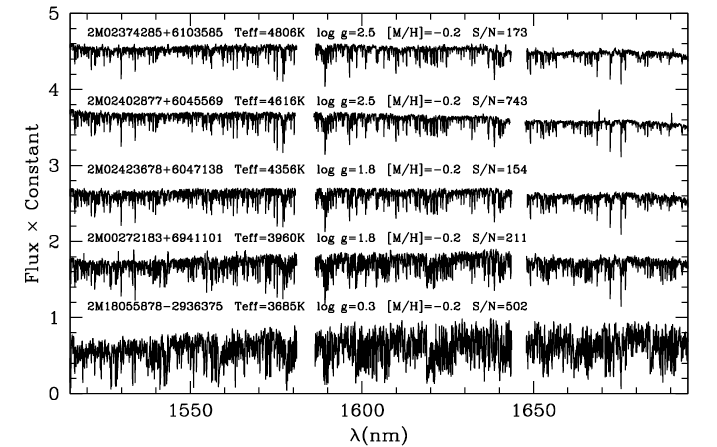 5
2M02374285+6103585 Teff=4806K log g=2.5 [M/H]=−0.2 S/N=173
4
2M02402877+6045569 Teff=4616K log g=2.5 [M/H]=−0.2 S/N=743
3
2M02423678+6047138 Teff=4356K log g=1.8 [M/H]=−0.2 S/N=154
2
2M00272183+6941101 Teff=3960K log g=1.8 [M/H]=−0.2 S/N=211
1
2M18055878−2936375 Teff=3685K log g=0.3 [M/H]=−0.2 S/N=502
0
Flux × Constant
1550 1600 1650
λ(nm)